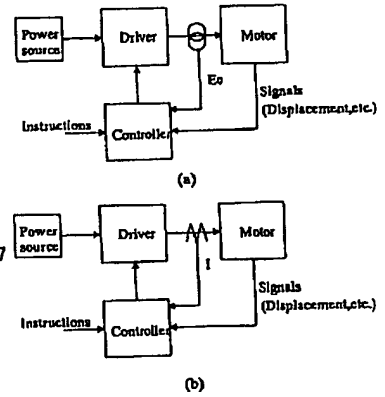 Power
source
Driver
Motor
Eo
Signals
(Displacement,etc.)
Instructions
Controller
(a)
7
Power
source
Driver
Motor
I
Signals
(Displacement,etc.)
Instructions
Controller
(b)